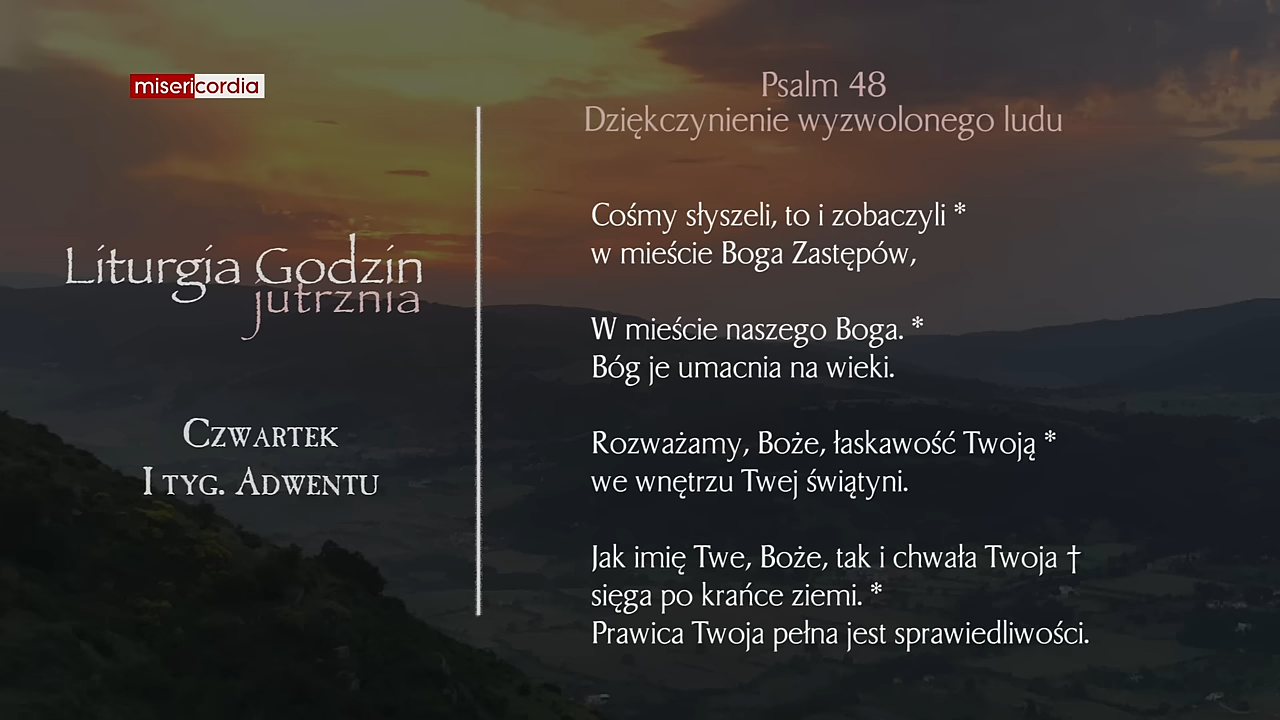 misericordia
Liturgia Godzin
jutrznia
Czwartek
I tyg. Adwentu
Psalm 48
Dziękczynienie wyzwolonego ludu
Cośmy słyszeli, to i zobaczyli *
w mieście Boga Zastępów,
W mieście naszego Boga. *
Bóg je umacnia na wieki.
Rozważamy, Boże, łaskawość Twoją *
we wnętrzu Twej świątyni.
Jak imię Twe, Boże, tak i chwała Twoja †
sięga po krańce ziemi. *
Prawica Twoja pełna jest sprawiedliwości.